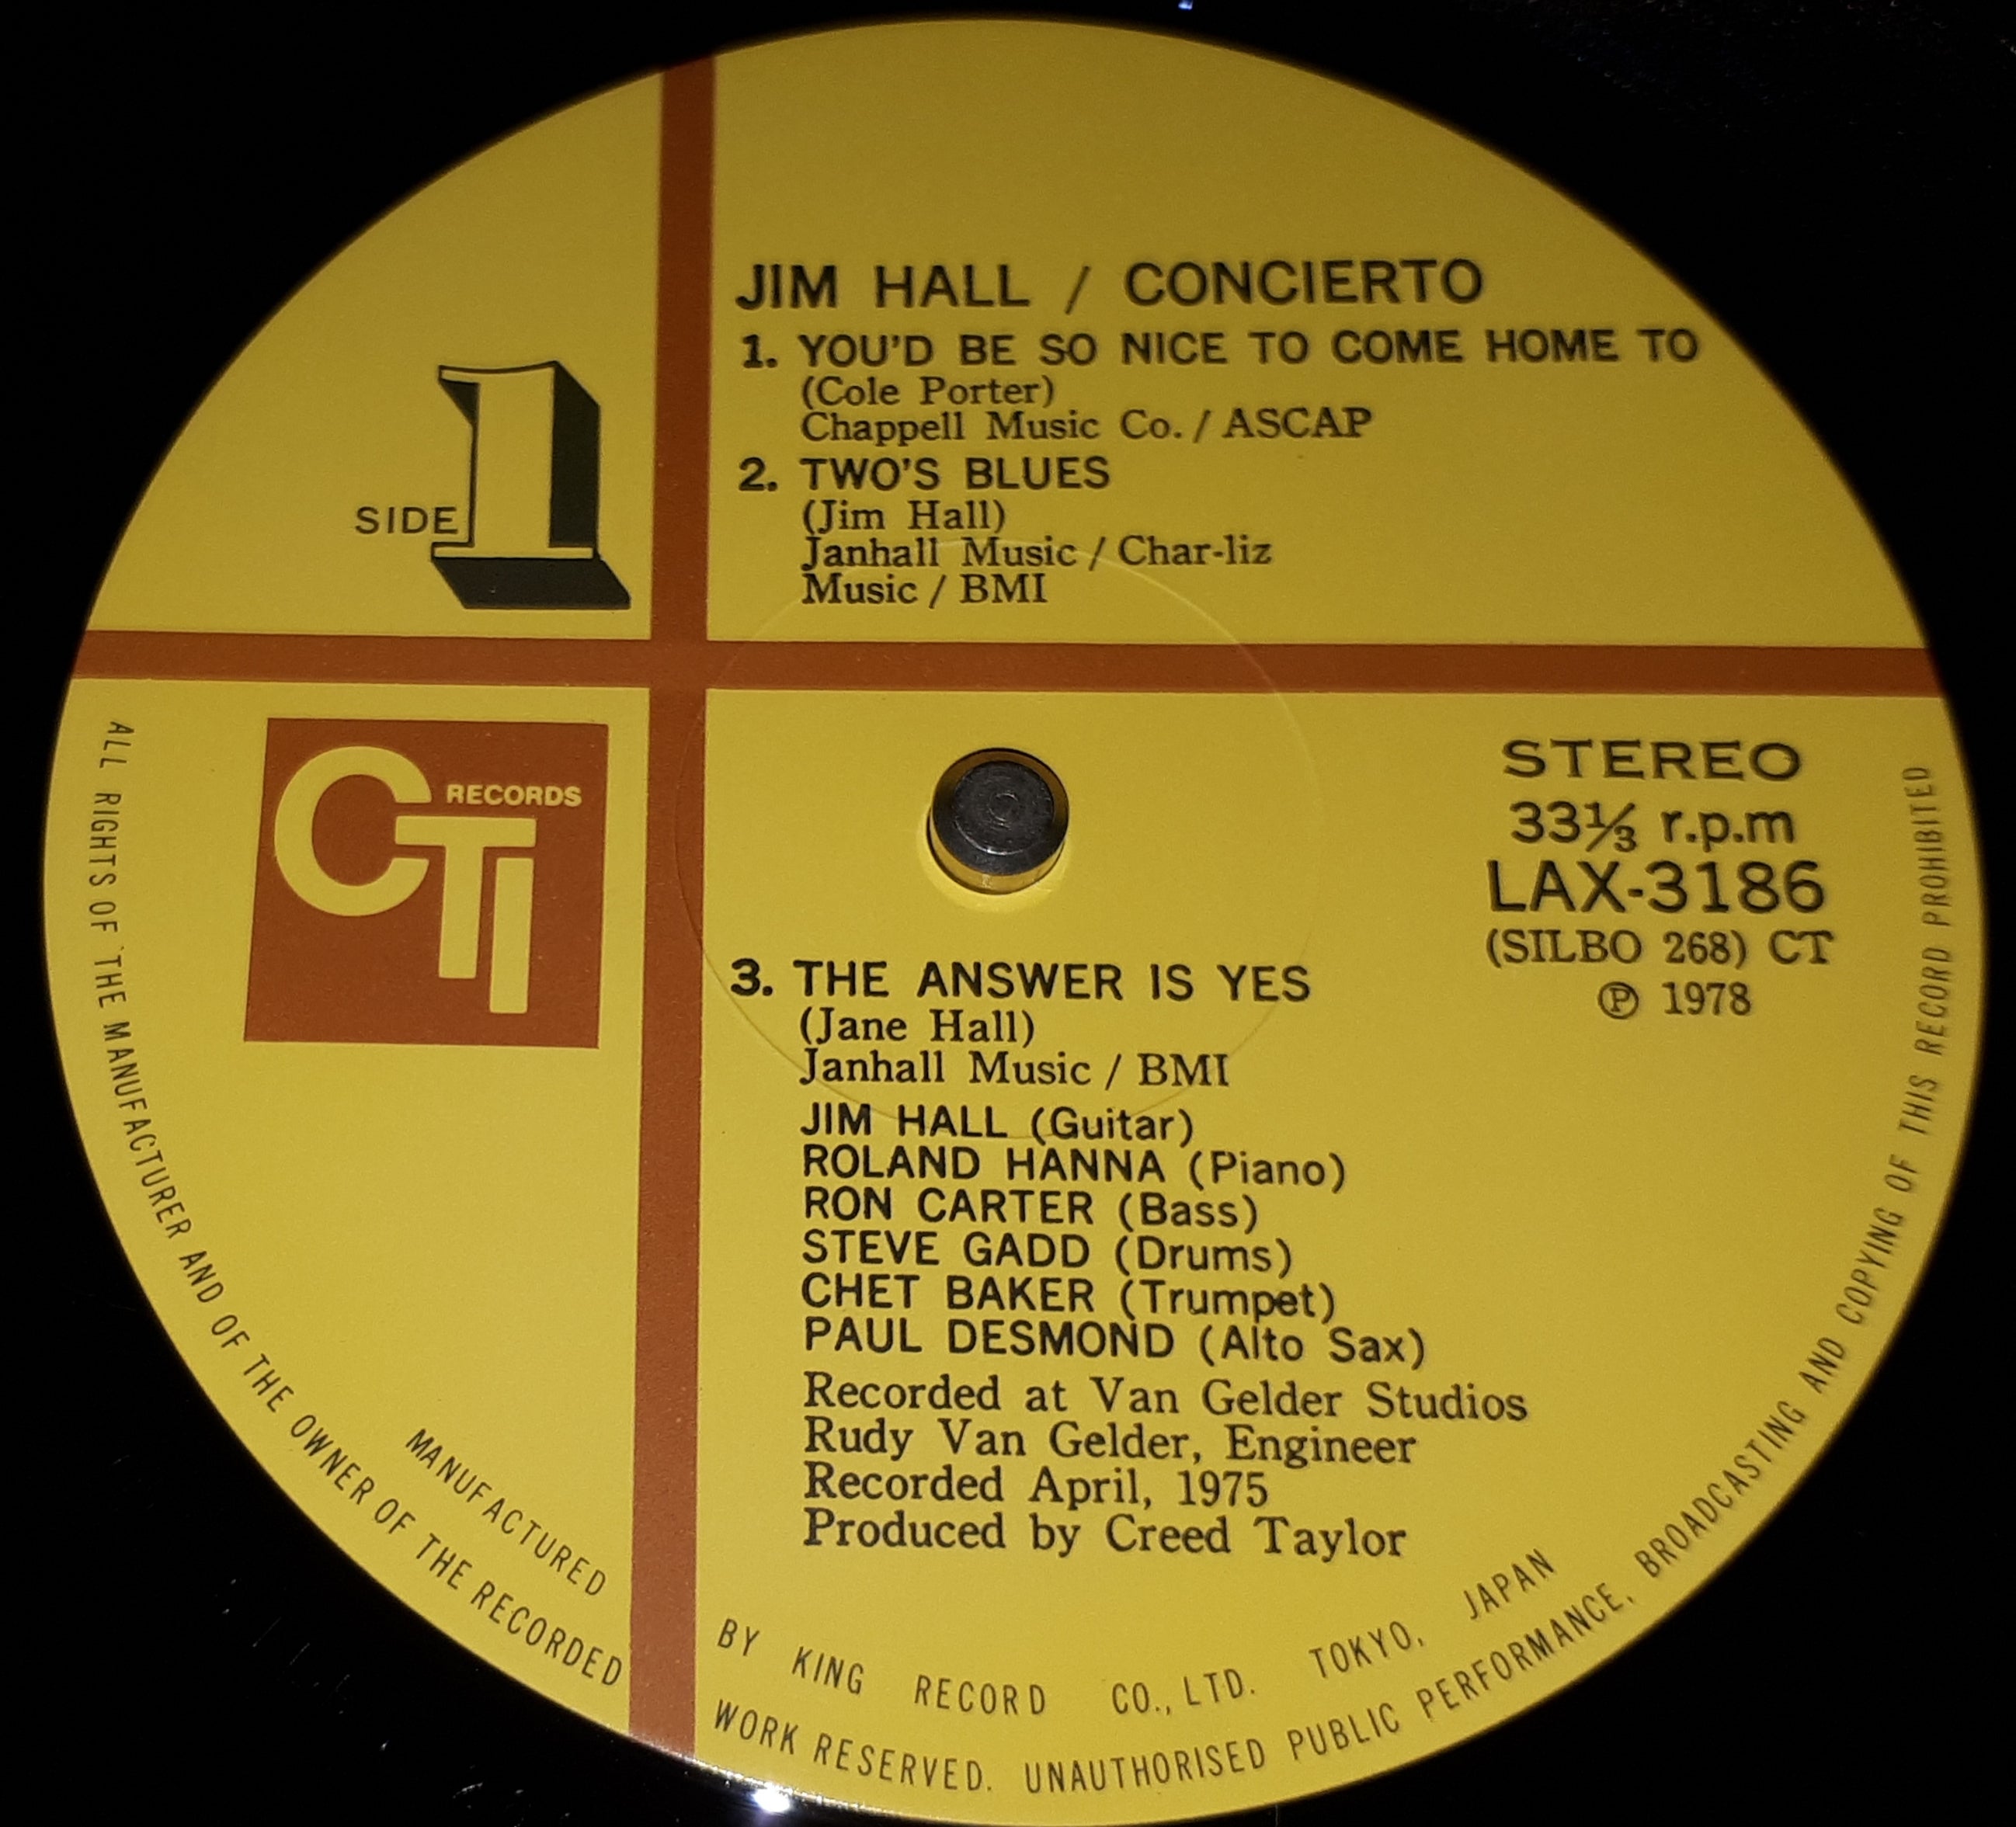 JIM HALL / CONCIERTO
1. YOU'D BE SO NICE TO COME HOME TO
(Cole Porter)
Chappell Music Co. / ASCAP
2. TWO'S BLUES
(Jim Hall)
Janhall Music / Char-liz
Music / BMI
SIDE 1
CTI RECORDS
STEREO
33⅓ r.p.m
LAX-3186
(SILBO 268) CT
Ⓟ 1978
3. THE ANSWER IS YES
(Jane Hall)
Janhall Music / BMI
JIM HALL (Guitar)
ROLAND HANNA (Piano)
RON CARTER (Bass)
STEVE GADD (Drums)
CHET BAKER (Trumpet)
PAUL DESMOND (Alto Sax)
Recorded at Van Gelder Studios
Rudy Van Gelder, Engineer
Recorded April, 1975
Produced by Creed Taylor
MANUFACTURED BY KING RECORD CO., LTD. TOKYO, JAPAN
ALL RIGHTS OF THE MANUFACTURER AND OF THE OWNER OF THE RECORDED WORK RESERVED. UNAUTHORISED PUBLIC PERFORMANCE, BROADCASTING AND COPYING OF THIS RECORD PROHIBITED